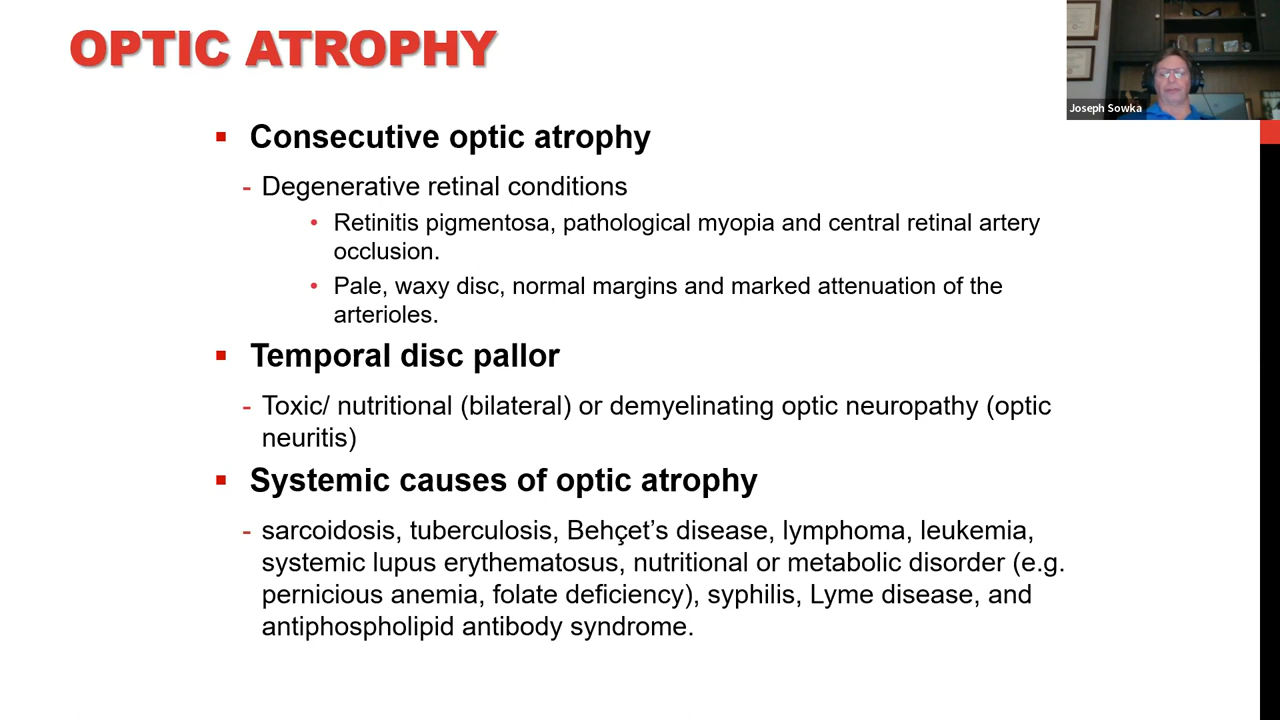 OPTIC ATROPHY
Joseph Sowka
▪ Consecutive optic atrophy
- Degenerative retinal conditions
• Retinitis pigmentosa, pathological myopia and central retinal artery
occlusion.
• Pale, waxy disc, normal margins and marked attenuation of the
arterioles.
▪ Temporal disc pallor
- Toxic/ nutritional (bilateral) or demyelinating optic neuropathy (optic
neuritis)
▪ Systemic causes of optic atrophy
- sarcoidosis, tuberculosis, Behçet’s disease, lymphoma, leukemia,
systemic lupus erythematosus, nutritional or metabolic disorder (e.g.
pernicious anemia, folate deficiency), syphilis, Lyme disease, and
antiphospholipid antibody syndrome.